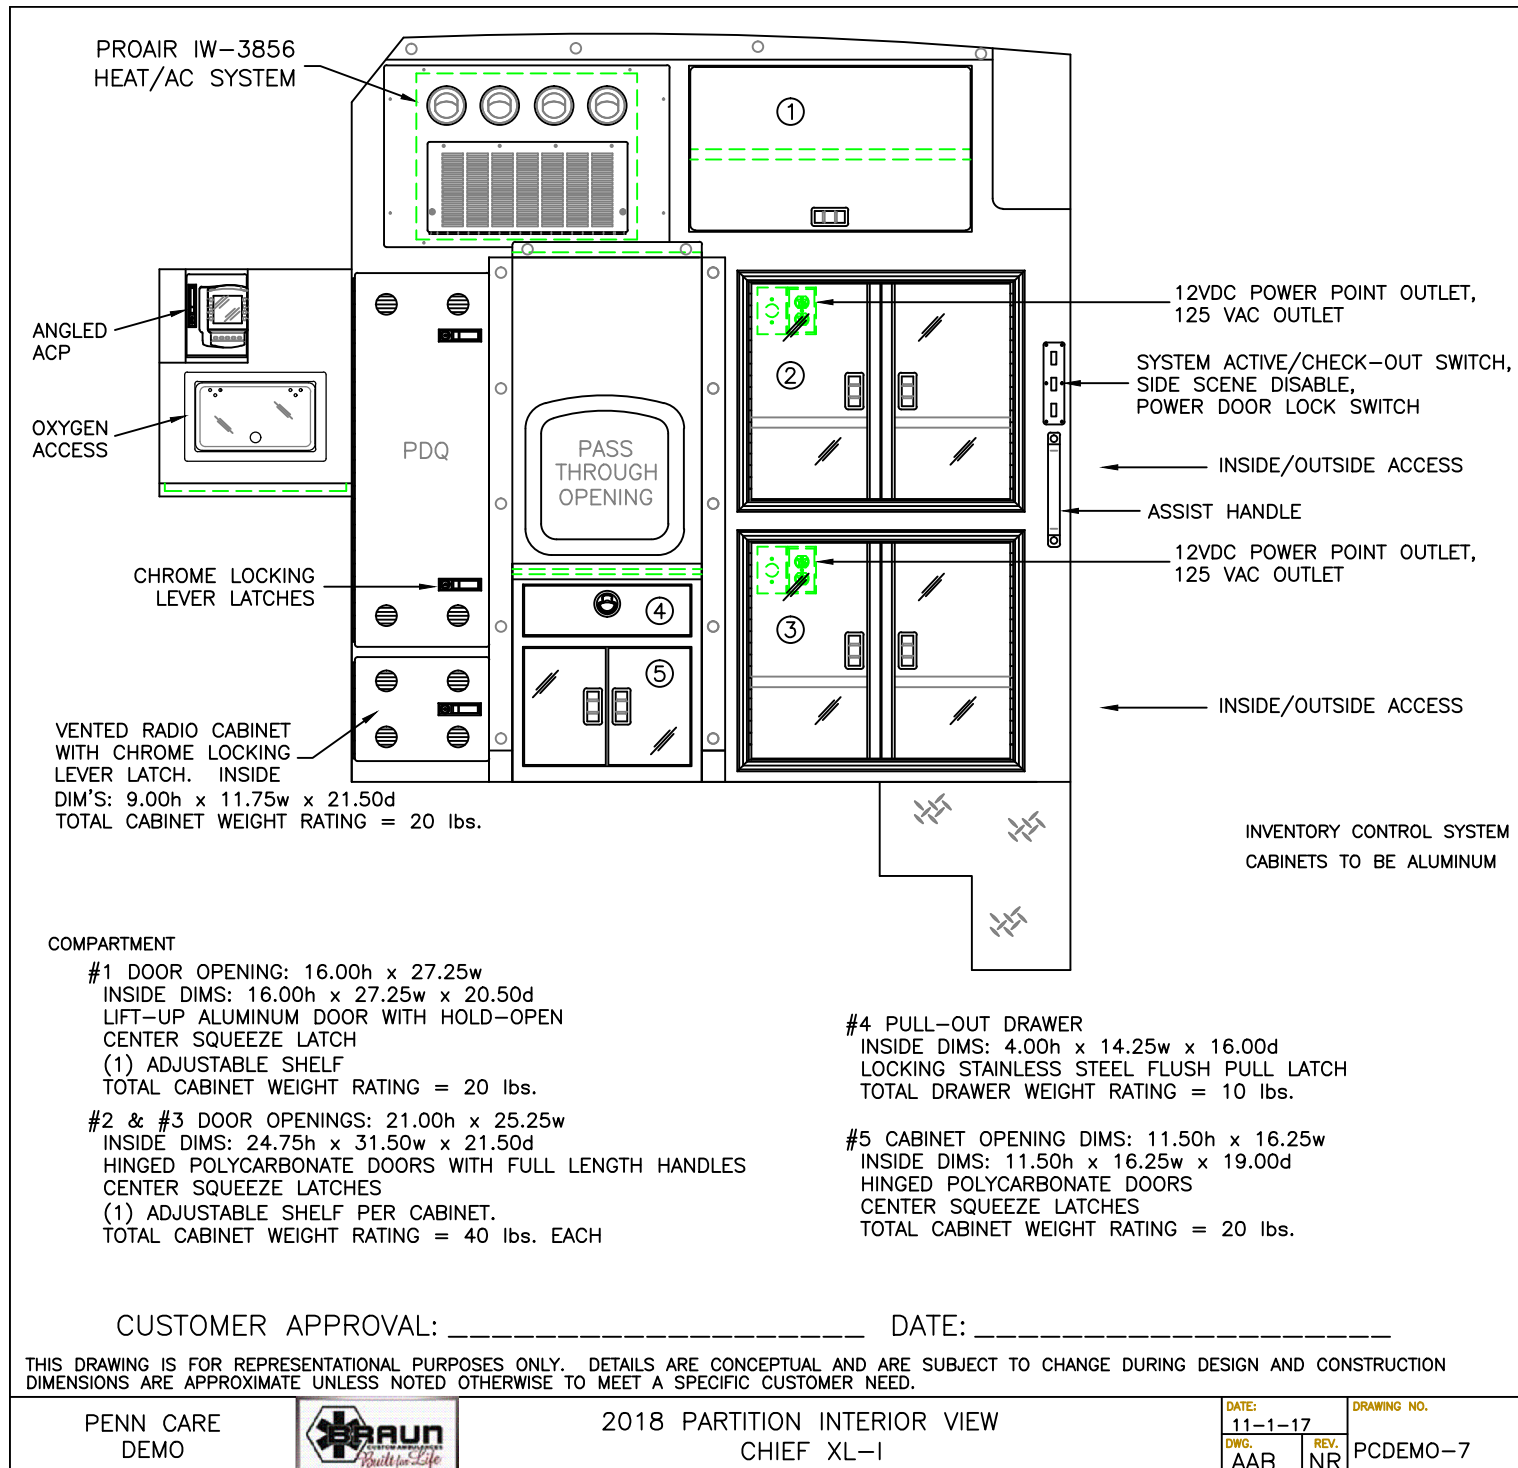 PROAIR IW-3856
HEAT/AC SYSTEM
1
ANGLED
ACP
OXYGEN
ACCESS
PDQ
PASS
THROUGH
OPENING
2
12VDC POWER POINT OUTLET,
125 VAC OUTLET
SYSTEM ACTIVE/CHECK-OUT SWITCH,
SIDE SCENE DISABLE,
POWER DOOR LOCK SWITCH
INSIDE/OUTSIDE ACCESS
ASSIST HANDLE
12VDC POWER POINT OUTLET,
125 VAC OUTLET
CHROME LOCKING
LEVER LATCHES
4
3
5
INSIDE/OUTSIDE ACCESS
VENTED RADIO CABINET
WITH CHROME LOCKING
LEVER LATCH. INSIDE
DIM'S: 9.00h x 11.75w x 21.50d
TOTAL CABINET WEIGHT RATING = 20 lbs.
INVENTORY CONTROL SYSTEM
CABINETS TO BE ALUMINUM
COMPARTMENT
#1 DOOR OPENING: 16.00h x 27.25w
INSIDE DIMS: 16.00h x 27.25w x 20.50d
LIFT-UP ALUMINUM DOOR WITH HOLD-OPEN
CENTER SQUEEZE LATCH
(1) ADJUSTABLE SHELF
TOTAL CABINET WEIGHT RATING = 20 lbs.
#2 & #3 DOOR OPENINGS: 21.00h x 25.25w
INSIDE DIMS: 24.75h x 31.50w x 21.50d
HINGED POLYCARBONATE DOORS WITH FULL LENGTH HANDLES
CENTER SQUEEZE LATCHES
(1) ADJUSTABLE SHELF PER CABINET.
TOTAL CABINET WEIGHT RATING = 40 lbs. EACH
#4 PULL-OUT DRAWER
INSIDE DIMS: 4.00h x 14.25w x 16.00d
LOCKING STAINLESS STEEL FLUSH PULL LATCH
TOTAL DRAWER WEIGHT RATING = 10 lbs.
#5 CABINET OPENING DIMS: 11.50h x 16.25w
INSIDE DIMS: 11.50h x 16.25w x 19.00d
HINGED POLYCARBONATE DOORS
CENTER SQUEEZE LATCHES
TOTAL CABINET WEIGHT RATING = 20 lbs.
CUSTOMER APPROVAL: ___________________ DATE: ___________________
THIS DRAWING IS FOR REPRESENTATIONAL PURPOSES ONLY. DETAILS ARE CONCEPTUAL AND ARE SUBJECT TO CHANGE DURING DESIGN AND CONSTRUCTION
DIMENSIONS ARE APPROXIMATE UNLESS NOTED OTHERWISE TO MEET A SPECIFIC CUSTOMER NEED.
PENN CARE
DEMO
BRAUN
CUSTOM AMBULANCES
Built for Life
2018 PARTITION INTERIOR VIEW
CHIEF XL-I
DATE:
11-1-17
DWG.
AAB
REV.
NR
DRAWING NO.
PCDEMO-7